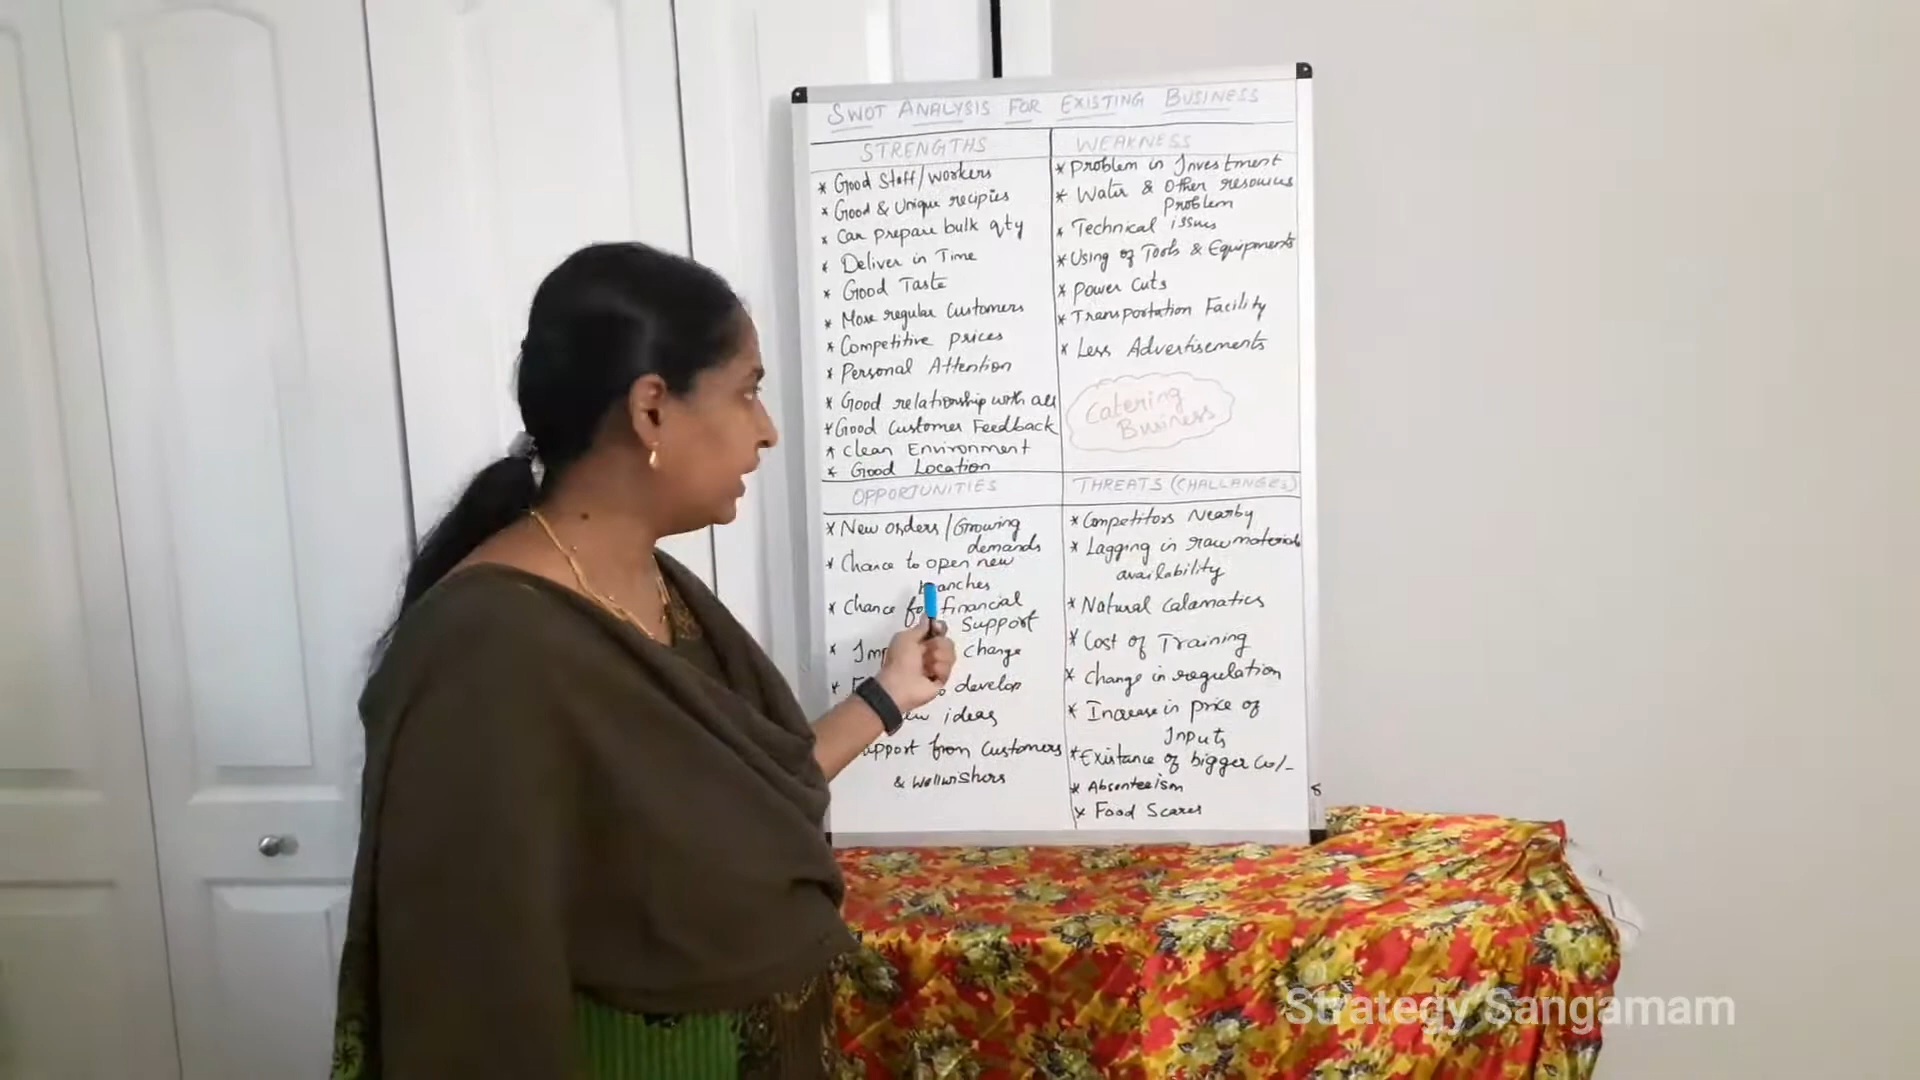 SWOT ANALYSIS FOR EXISTING BUSINESS
STRENGTHS
* Good Staff/workers
* Good & Unique recipies
* Can prepare bulk qty
* Deliver in Time
* Good Taste
* More regular Customers
* Competitive prices
* Personal Attention
* Good relationship with all
* Good Customer Feedback
* Clean Environment
* Good Location
WEAKNESS
* Problem in Investment
* Water & Other resources
Problem
* Technical issues
* Using of Tools & Equipments
* Power Cuts
* Transportation Facility
* Less Advertisements
Catering
Business
OPPORTUNITIES
* New orders/Growing
demands
* Chance to open new
branches
* Chance for financial
Support
* change
* develop
ideas
Support from Customers
& Wellwishers
THREATS (CHALLANGES)
* Competitors Nearby
* Lagging in raw materials
availability
* Natural Calamatics
* Cost of Training
* Change in regulation
* Increase in price of
Inputs
* Existance of bigger Co/-
* Absenteeism
* Food Scares
Strategy Sangamam